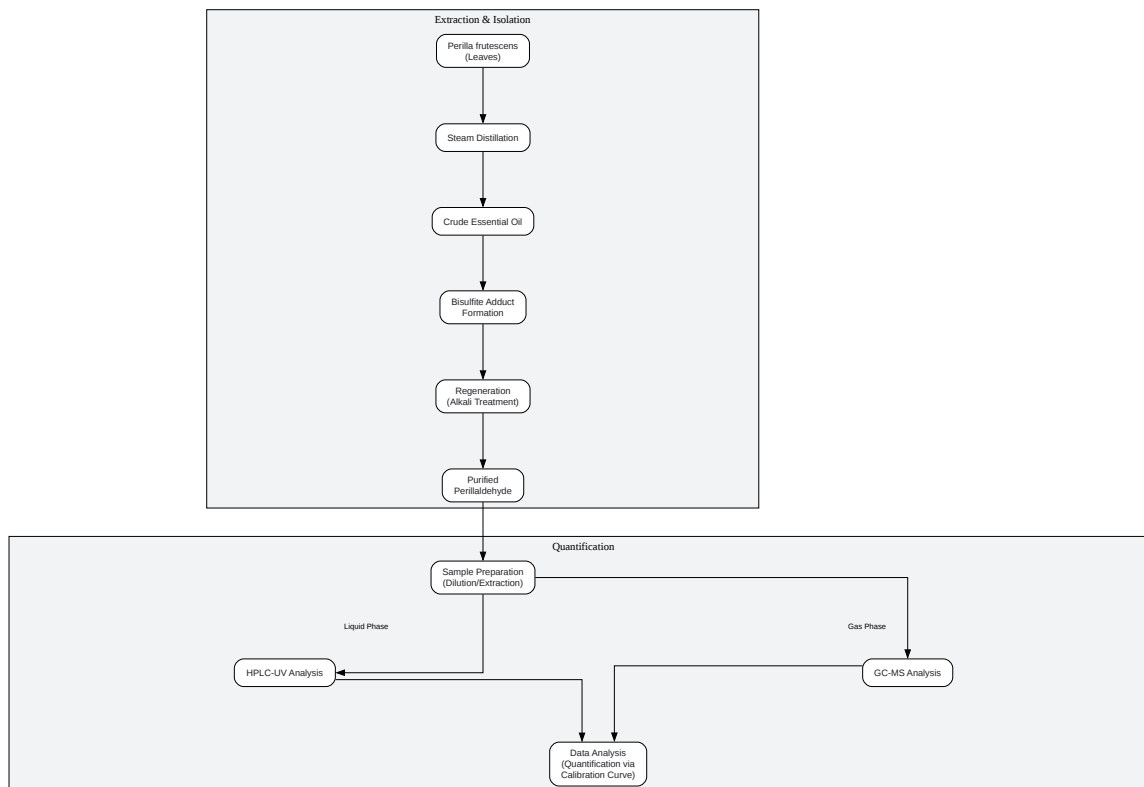 Extraction & Isolation
Perilla frutescens
(Leaves)
Steam Distillation
Crude Essential Oil
Bisulfite Adduct
Formation
Regeneration
(Alkali Treatment)
Purified
Perillaldehyde
Quantification
Sample Preparation
(Dilution/Extraction)
Liquid Phase
Gas Phase
HPLC-UV Analysis
GC-MS Analysis
Data Analysis
(Quantification via
Calibration Curve)